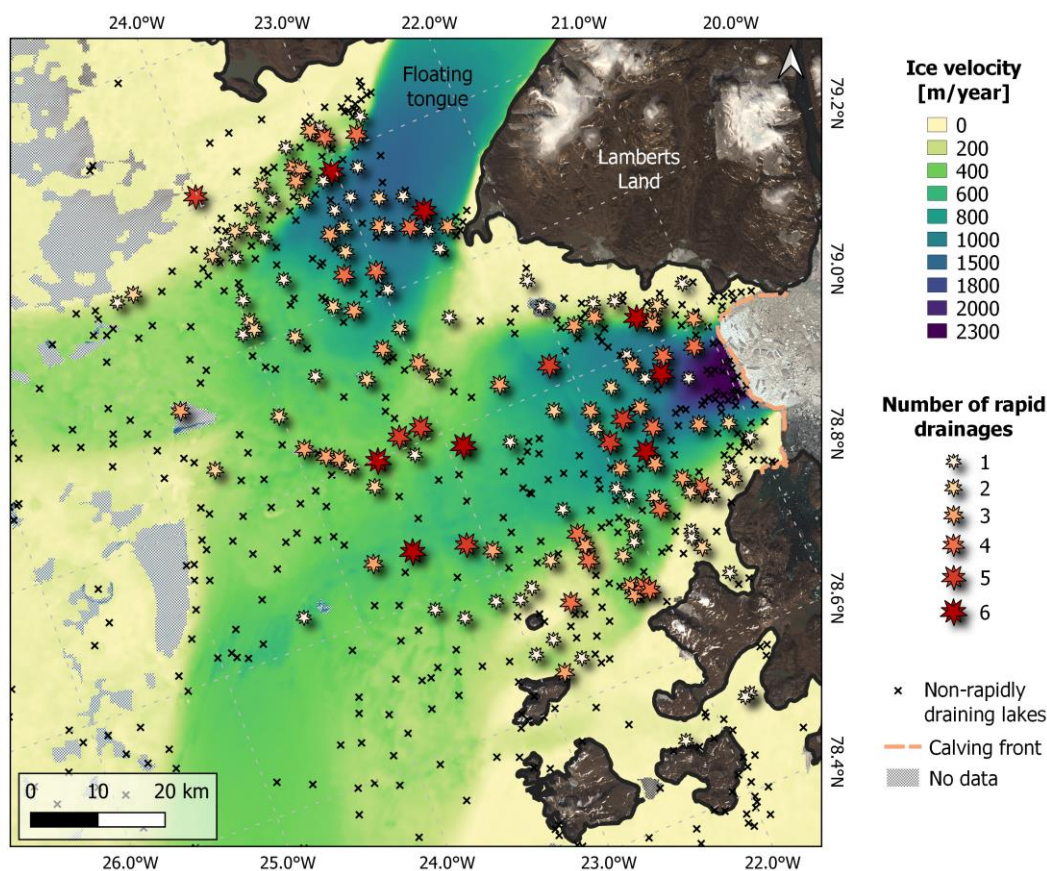 24.0°W 23.0°W 22.0°W 21.0°W 20.0°W
Floating
tongue
Lamberts
Land
79.2°N
79.0°N
78.8°N
78.6°N
78.4°N
0 10 20 km
26.0°W 25.0°W 24.0°W 23.0°W 22.0°W
Ice velocity
[m/year]
0
200
400
600
800
1000
1500
1800
2000
2300
Number of rapid
drainages
1
2
3
4
5
6
Non-rapidly
draining lakes
Calving front
No data